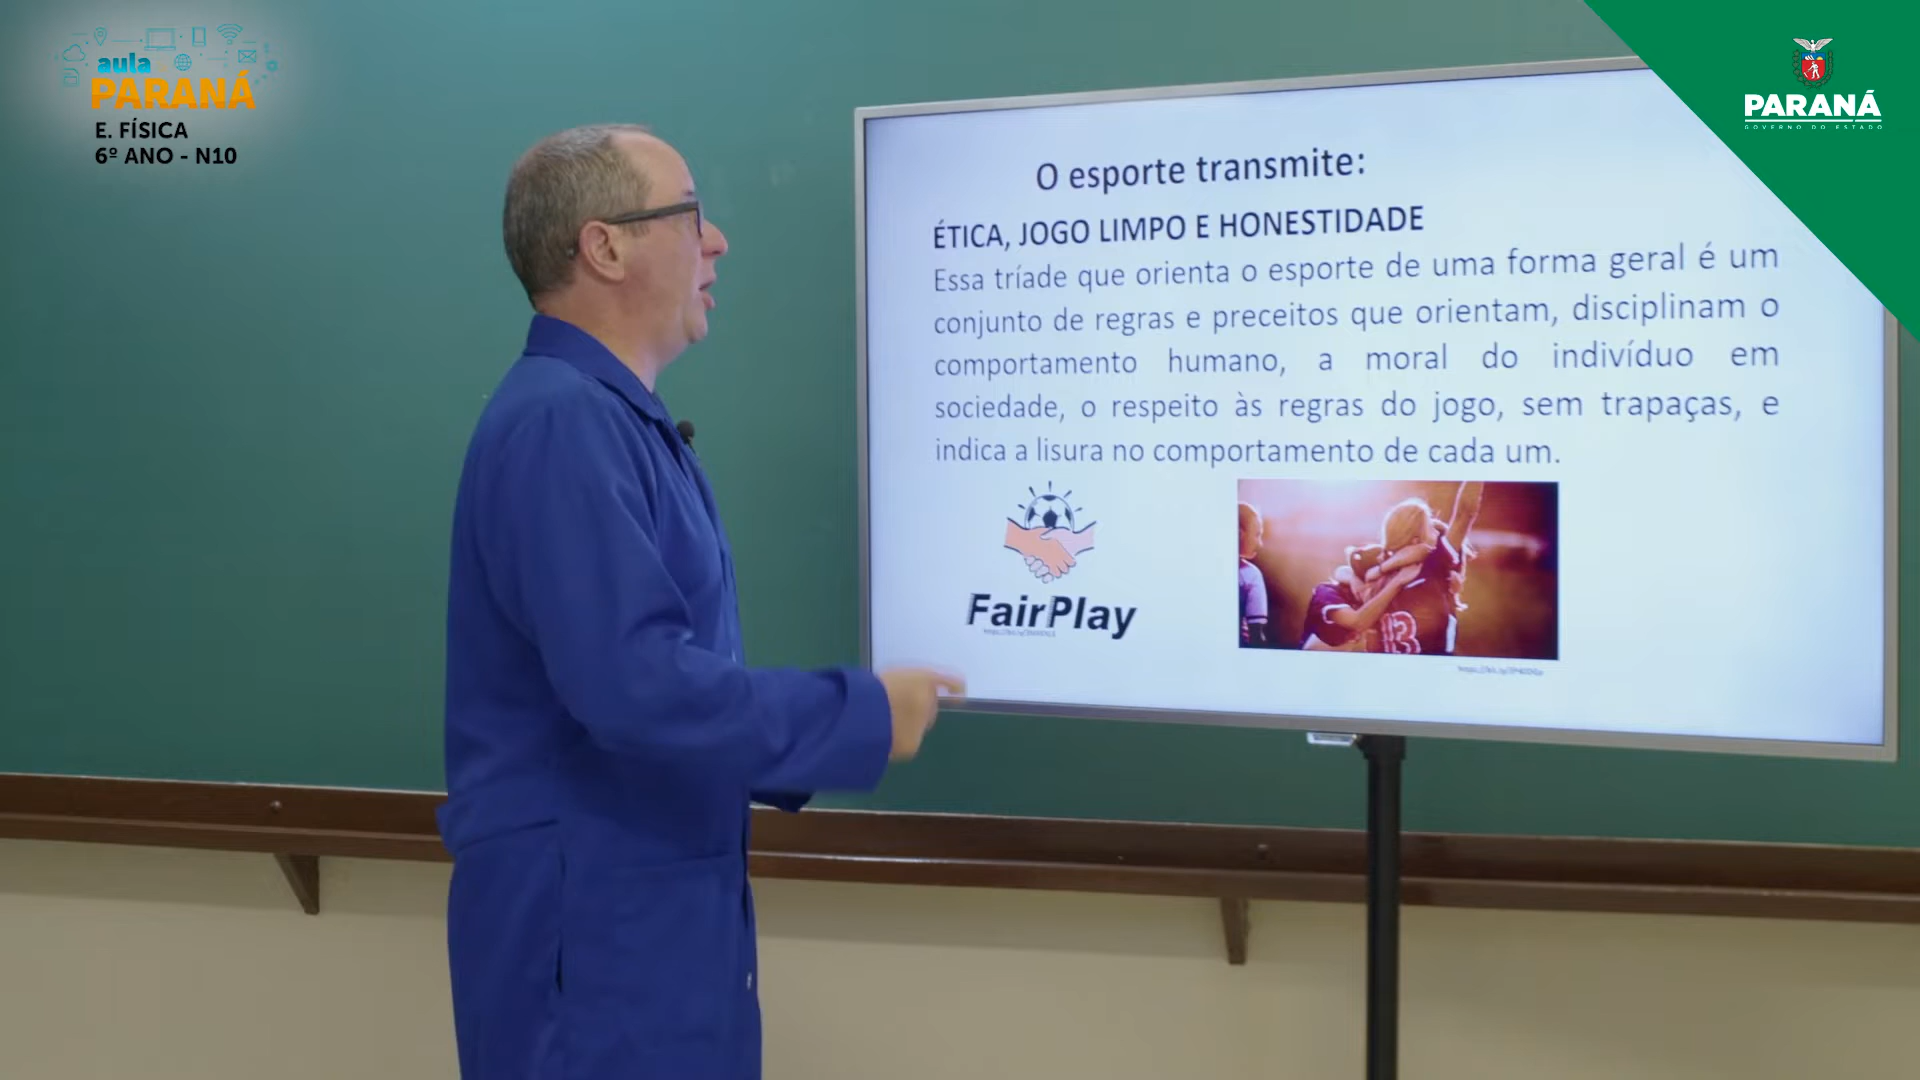 aula
PARANÁ
E. FÍSICA
6º ANO - N10
PARANÁ
GOVERNO DO ESTADO
O esporte transmite:
ÉTICA, JOGO LIMPO E HONESTIDADE
Essa tríade que orienta o esporte de uma forma geral é um
conjunto de regras e preceitos que orientam, disciplinam o
comportamento humano, a moral do indivíduo em
sociedade, o respeito às regras do jogo, sem trapaças, e
indica a lisura no comportamento de cada um.
FairPlay
13